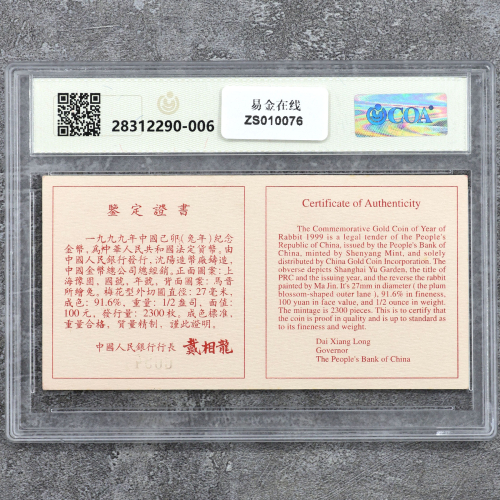 28312290-006
易金在线
ZS010076
COA
鉴定證書
一九九九年中國己卯(兔年)紀念
金幣，爲中華人民共和國法定貨幣。由
中國人民銀行發行，沈陽造幣廠鑄造，
中國金幣總公司總經銷。正面圖案：上
海豫園，國號，年號，背面圖案：馬晋
所繪兔。梅花型外切圓直徑：27毫米，
成色：91.6%，重量：1/2盎司，面值：
100元，發行量：2300枚，成色標准，
重量合格，質量精制，謹此證明。
中國人民銀行行長 戴相龍
Certificate of Authenticity
The Commemorative Gold Coin of Year of
Rabbit 1999 is a legal tender of the People's
Republic of China, issued by the People's Bank of
China, minted by Shenyang Mint, and solely
distributed by China Gold Coin Incorporation. The
obverse depicts Shanghai Yu Garden, the title of
PRC and the issuing year, and the reverse the rabbit
painted by Ma Jin. It's 27mm in diameter ( the plum
blossom-shaped outer lane ), 91.6% in fineness,
100 yuan in face value, and 1/2 ounce in weight.
The mintage is 2300 pieces. This is to certify that
the coin is proof in quality and is up to standard as
to its fineness and weight.
Dai Xiang Long
Governor
The People's Bank of China